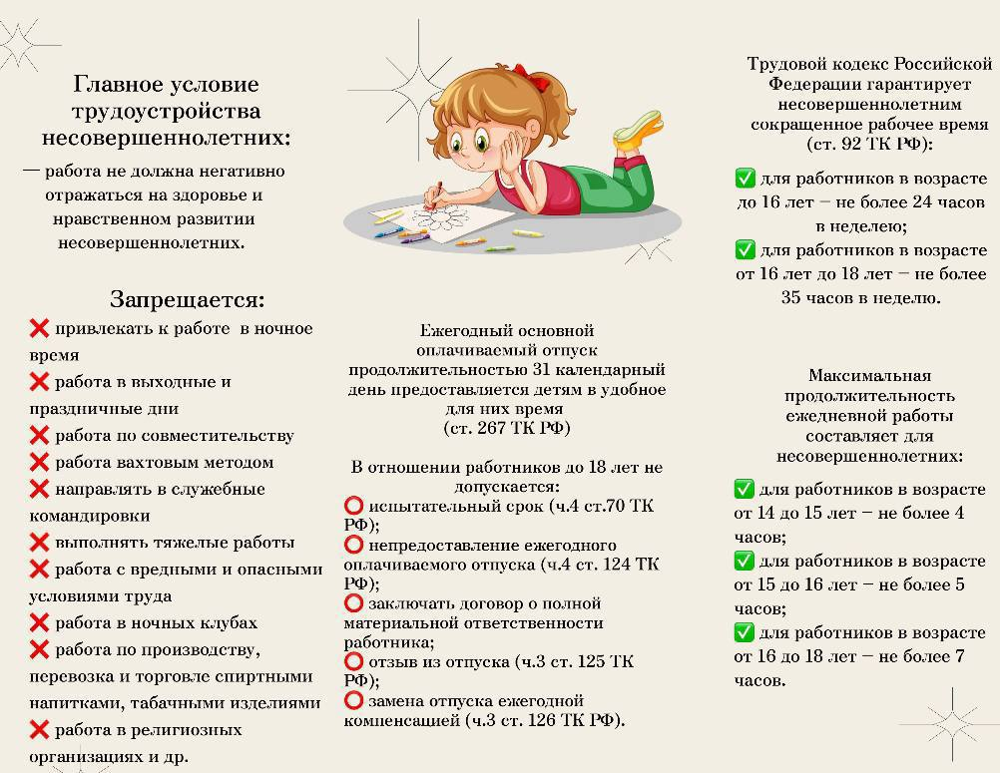 Главное условие
трудоустройства
несовершеннолетних:
— работа не должна негативно
отражаться на здоровье и
нравственном развитии
несовершеннолетних.
Запрещается:
❌ привлекать к работе в ночное
время
❌ работа в выходные и
праздничные дни
❌ работа по совместительству
❌ работа вахтовым методом
❌ направлять в служебные
командировки
❌ выполнять тяжелые работы
❌ работа с вредными и опасными
условиями труда
❌ работа в ночных клубах
❌ работа по производству,
перевозка и торговле спиртными
напитками, табачными изделиями
❌ работа в религиозных
организациях и др.
Ежегодный основной
оплачиваемый отпуск
продолжительностью 31 календарный
день предоставляется детям в удобное
для них время
(ст. 267 ТК РФ)
В отношении работников до 18 лет не
допускается:
⭕ испытательный срок (ч.4 ст.70 ТК
РФ);
⭕ непредоставление ежегодного
оплачиваемого отпуска (ч.4 ст. 124 ТК
РФ);
⭕ заключать договор о полной
материальной ответственности
работника;
⭕ отзыв из отпуска (ч.3 ст. 125 ТК
РФ);
⭕ замена отпуска ежегодной
компенсацией (ч.3 ст. 126 ТК РФ).
Трудовой кодекс Российской
Федерации гарантирует
несовершеннолетним
сокращенное рабочее время
(ст. 92 ТК РФ):
✅ для работников в возрасте
до 16 лет – не более 24 часов
в неделею;
✅ для работников в возрасте
от 16 лет до 18 лет – не более
35 часов в неделю.
Максимальная
продолжительность
ежедневной работы
составляет для
несовершеннолетних:
✅ для работников в возрасте
от 14 до 15 лет – не более 4
часов;
✅ для работников в возрасте
от 15 до 16 лет – не более 5
часов;
✅ для работников в возрасте
от 16 до 18 лет – не более 7
часов.